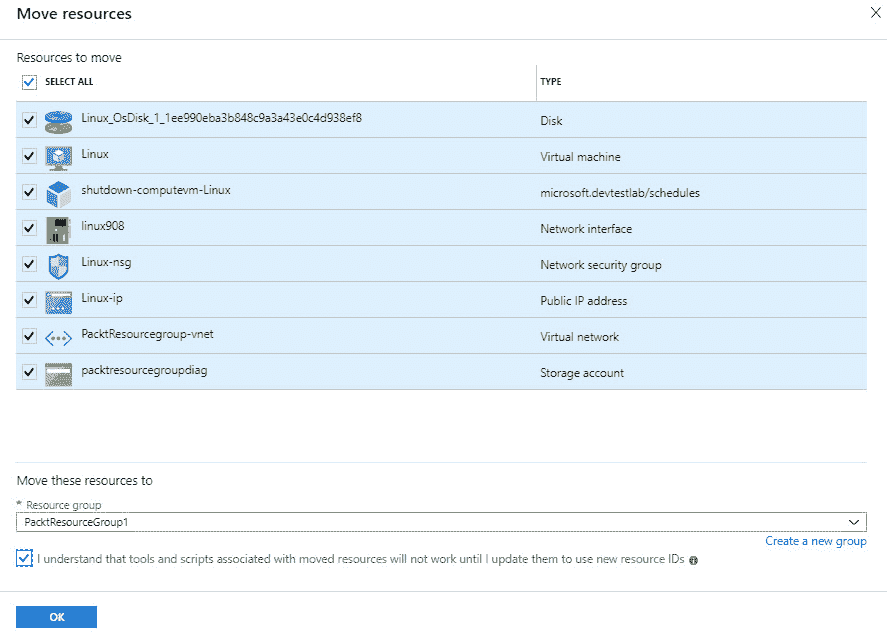 Move resources
Resources to move
SELECT ALL TYPE
Linux_OsDisk_1_1ee990eba3b848c9a3a43e0c4d938ef8 Disk
Linux Virtual machine
shutdown-computevm-Linux microsoft.devtestlab/schedules
linux908 Network interface
Linux-nsg Network security group
Linux-ip Public IP address
PacktResourcegroup-vnet Virtual network
packtresourcegroupdiag Storage account
Move these resources to
* Resource group
PacktResourceGroup1
Create a new group
I understand that tools and scripts associated with moved resources will not work until I update them to use new resource IDs
OK